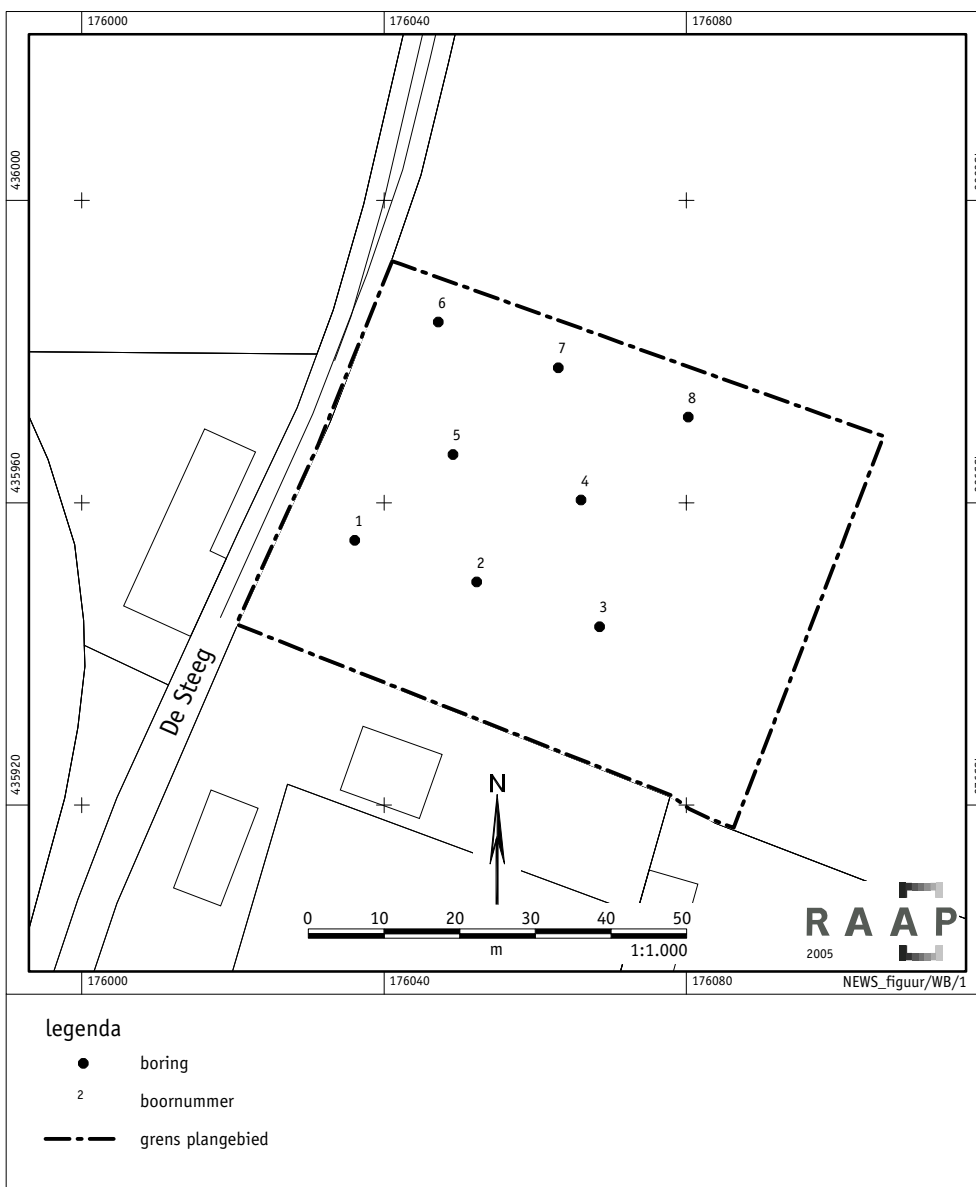 176000 176040 176080
436000
6
7
8
5
435960
4
1
2
3
De Steeg
435920
N
0 10 20 30 40 50
m 1:1.000
RAAP
2005
NEWS_figuur/WB/1
176000 176040 176080
legenda
boring
2 boornummer
grens plangebied